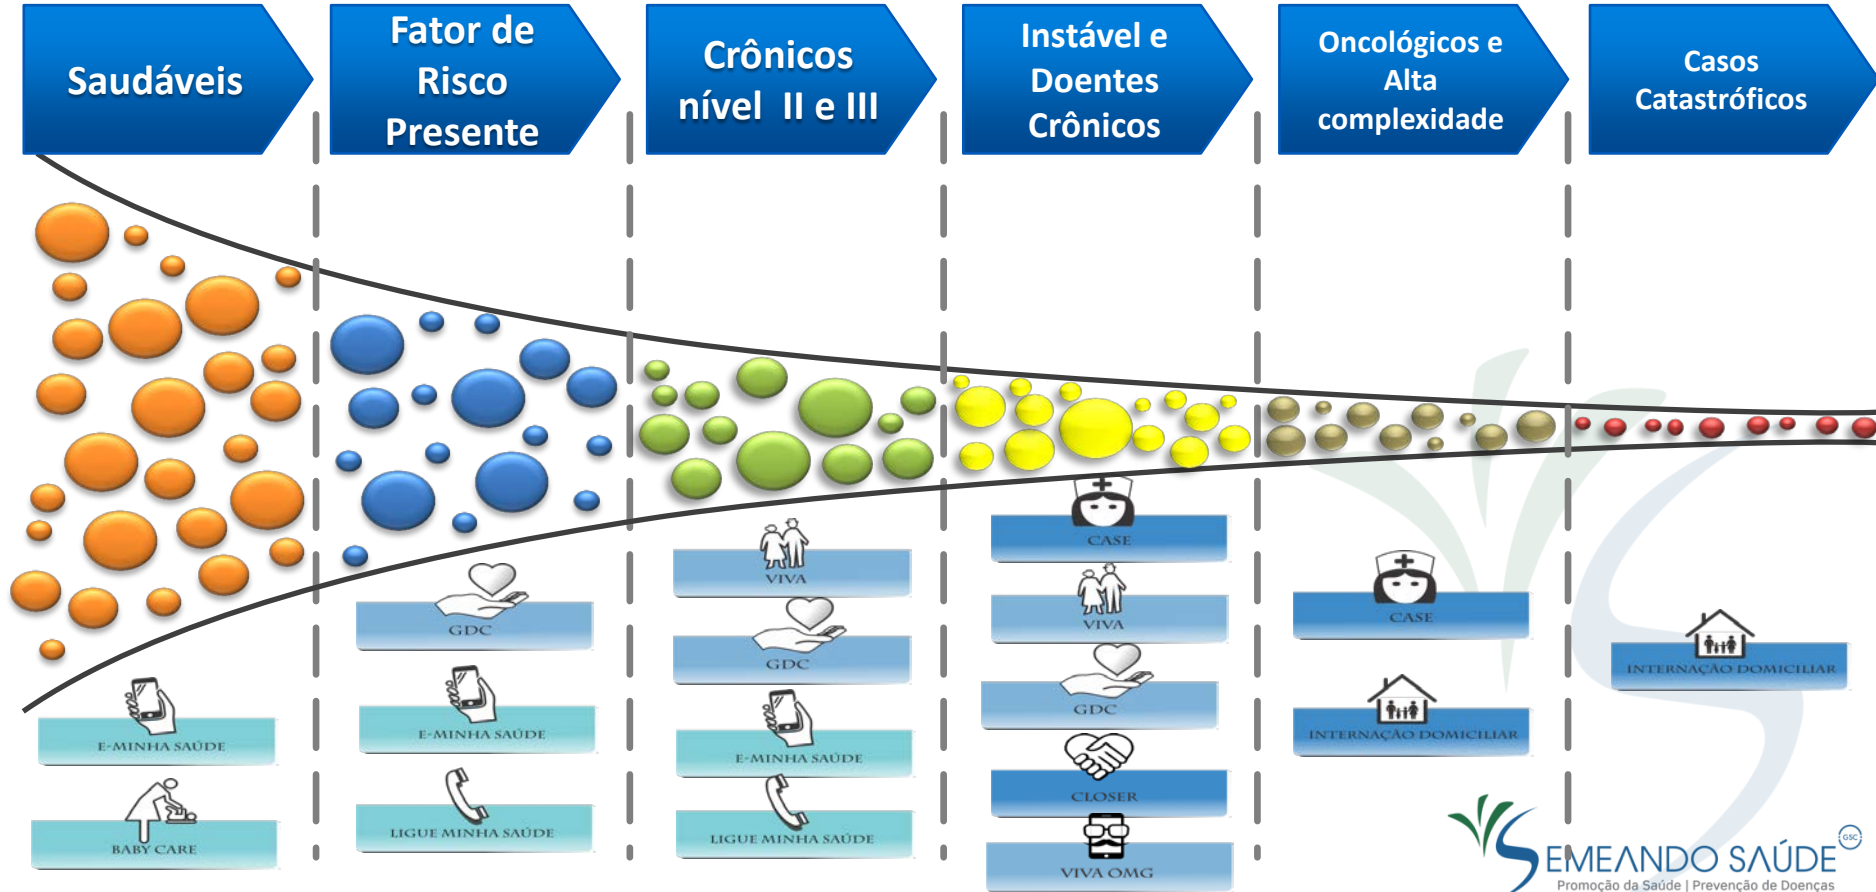 Saudáveis
Fator de
Risco
Presente
Crônicos
nível II e III
Instável e
Doentes
Crônicos
Oncológicos e
Alta
complexidade
Casos
Catastróficos
E-MINHA SAÚDE
BABY CARE
GDC
E-MINHA SAÚDE
LIGUE MINHA SAÚDE
VIVA
GDC
E-MINHA SAÚDE
LIGUE MINHA SAÚDE
CASE
VIVA
GDC
CLOSER
VIVA OMG
CASE
INTERNAÇÃO DOMICILIAR
INTERNAÇÃO DOMICILIAR
SEMEANDO SAÚDE GSC
Promoção da Saúde | Prevenção de Doenças